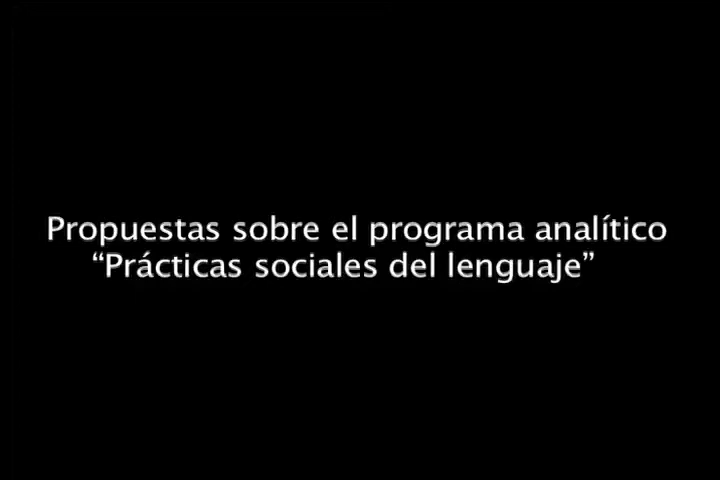 Propuestas sobre el programa analítico
“Prácticas sociales del lenguaje”